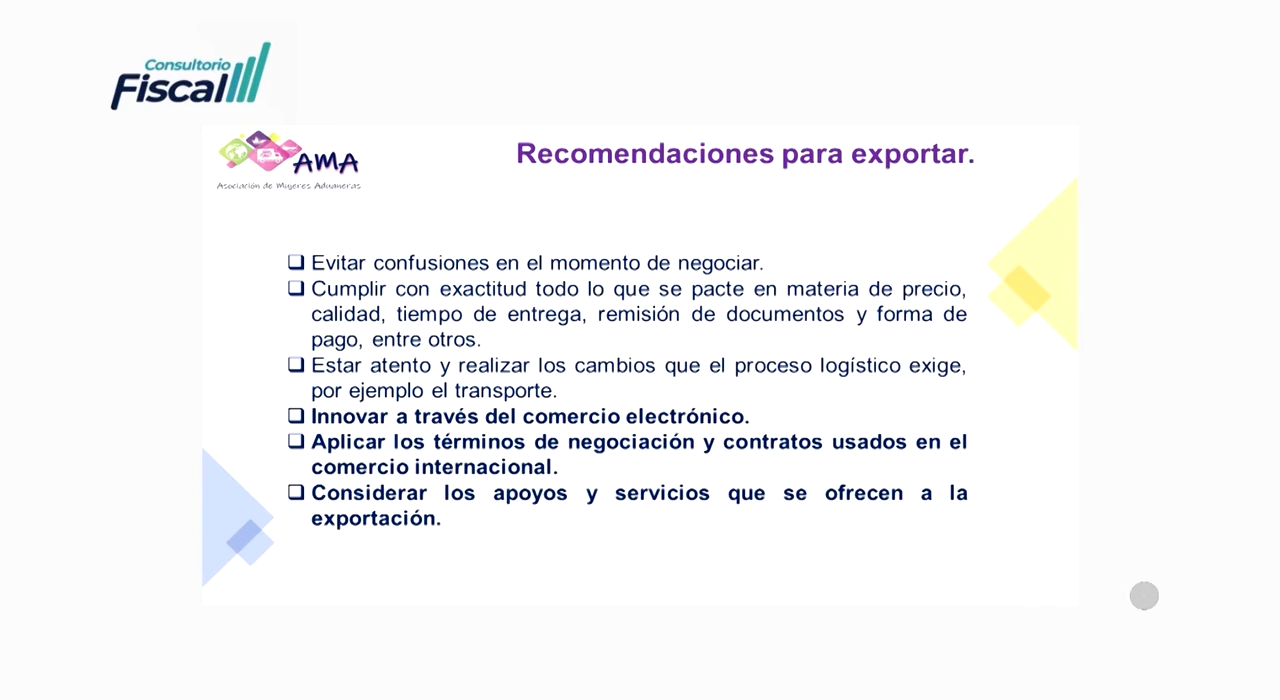 Consultorio
Fiscal
AMA
Asociación de Mujeres Aduaneras
Recomendaciones para exportar.
❑ Evitar confusiones en el momento de negociar.
❑ Cumplir con exactitud todo lo que se pacte en materia de precio,
calidad, tiempo de entrega, remisión de documentos y forma de
pago, entre otros.
❑ Estar atento y realizar los cambios que el proceso logístico exige,
por ejemplo el transporte.
❑ Innovar a través del comercio electrónico.
❑ Aplicar los términos de negociación y contratos usados en el
comercio internacional.
❑ Considerar los apoyos y servicios que se ofrecen a la
exportación.